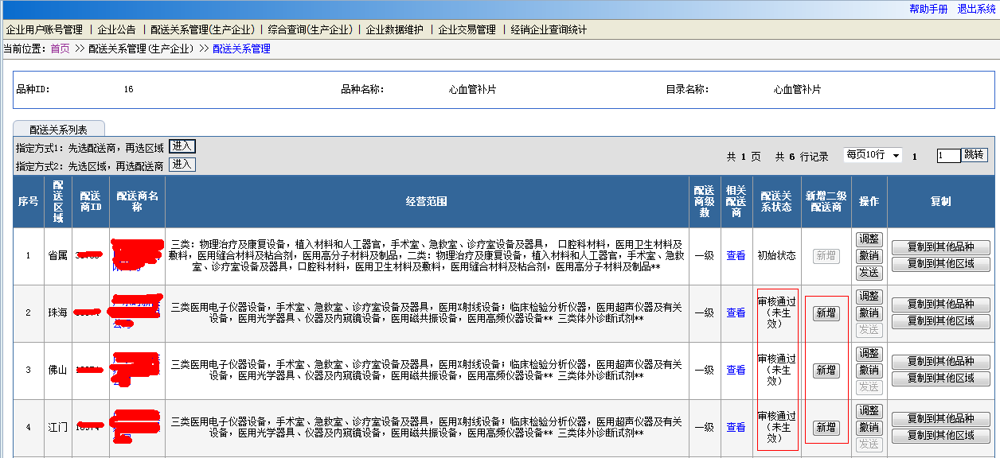 帮助手册 退出系统
企业用户账号管理 | 企业公告 | 配送关系管理(生产企业) | 综合查询(生产企业) | 企业数据维护 | 企业交易管理 | 经销企业查询统计
当前位置: 首页 >> 配送关系管理(生产企业) >> 配送关系管理
品种ID: 16 品种名称: 心血管补片 目录名称: 心血管补片
配送关系列表
指定方式1: 先选配送商，再选区域 进入
指定方式2: 先选区域，再选配送商 进入
共 1 页 共 6 行记录 每页10行 1 1 跳转
序号 配送区域 配送商ID 配送商名称 经营范围 配送商级数 相关配送商 配送关系状态 新增二级配送商 操作 复制
1 省属
三类: 物理治疗及康复设备，植入材料和人工器官，手术室、急救室、诊疗室设备及器具， 口腔科材料，医用卫生材料及
敷料，医用缝合材料及粘合剂，医用高分子材料及制品，二类: 物理治疗及康复设备，植入材料和人工器官，手术室、急救
室、诊疗室设备及器具，口腔科材料，医用卫生材料及敷料，医用缝合材料及粘合剂，医用高分子材料及制品**
一级 查看 初始状态 新增
调整
撤销
发送
复制到其他品种
复制到其他区域
2 珠海
公司
三类医用电子仪器设备，手术室、急救室、诊疗室设备及器具，医用X射线设备；临床检验分析仪器，医用超声仪器及有关
设备，医用光学器具、仪器及内窥镜设备，医用磁共振设备，医用高频仪器设备** 三类体外诊断试剂**
一级 查看
审核通过
（未生
效）
新增
调整
撤销
发送
复制到其他品种
复制到其他区域
3 佛山
三类医用电子仪器设备，手术室、急救室、诊疗室设备及器具，医用X射线设备；临床检验分析仪器，医用超声仪器及有关
设备，医用光学器具、仪器及内窥镜设备，医用磁共振设备，医用高频仪器设备** 三类体外诊断试剂**
一级 查看
审核通过
（未生
效）
新增
调整
撤销
发送
复制到其他品种
复制到其他区域
4 江门
三类医用电子仪器设备，手术室、急救室、诊疗室设备及器具，医用X射线设备；临床检验分析仪器，医用超声仪器及有关
设备，医用光学器具、仪器及内窥镜设备，医用磁共振设备，医用高频仪器设备** 三类体外诊断试剂**
一级 查看
审核通过
（未生
效）
新增
调整
撤销
发送
复制到其他品种
复制到其他区域